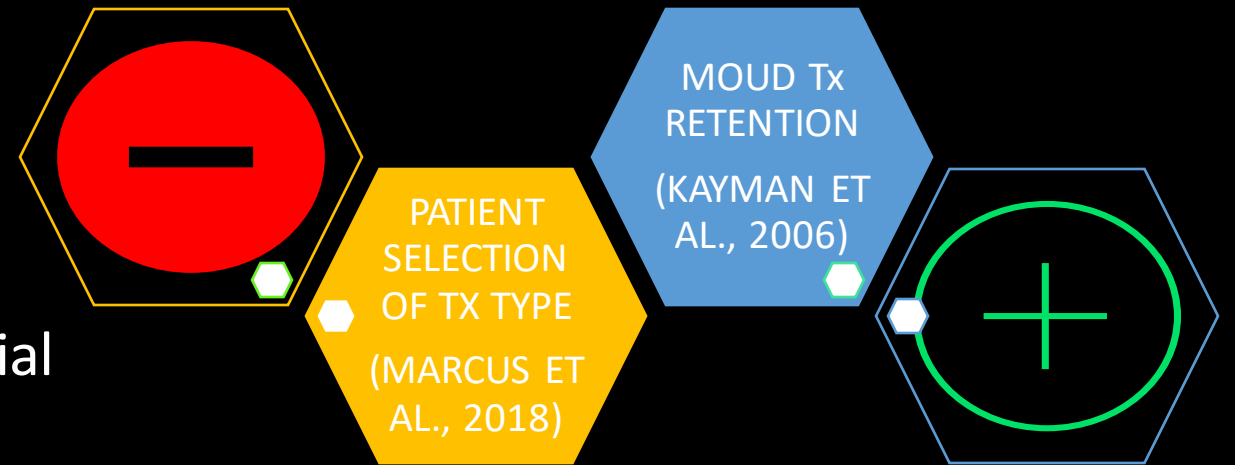 MOUD Tx
RETENTION
(KAYMAN ET
AL., 2006)
PATIENT
SELECTION
OF TX TYPE
(MARCUS ET
AL., 2018)
ial